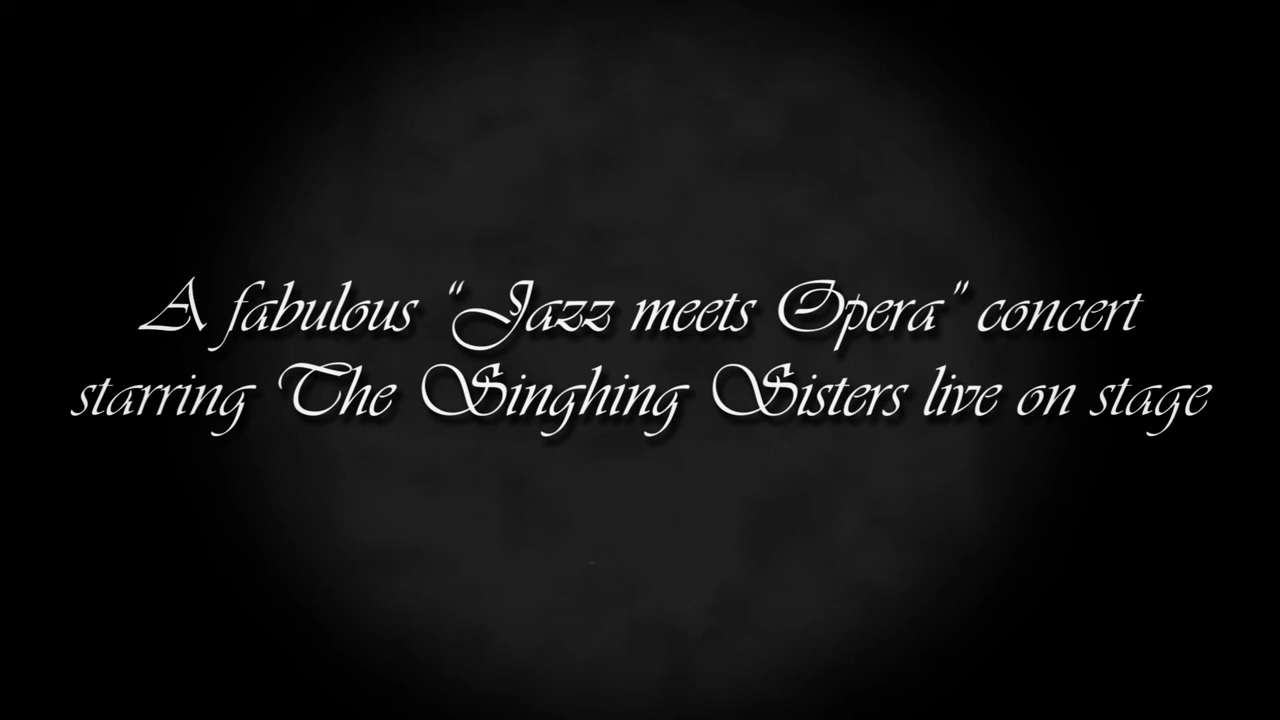 A fabulous “Jazz meets Opera” concert
starring The Singhing Sisters live on stage